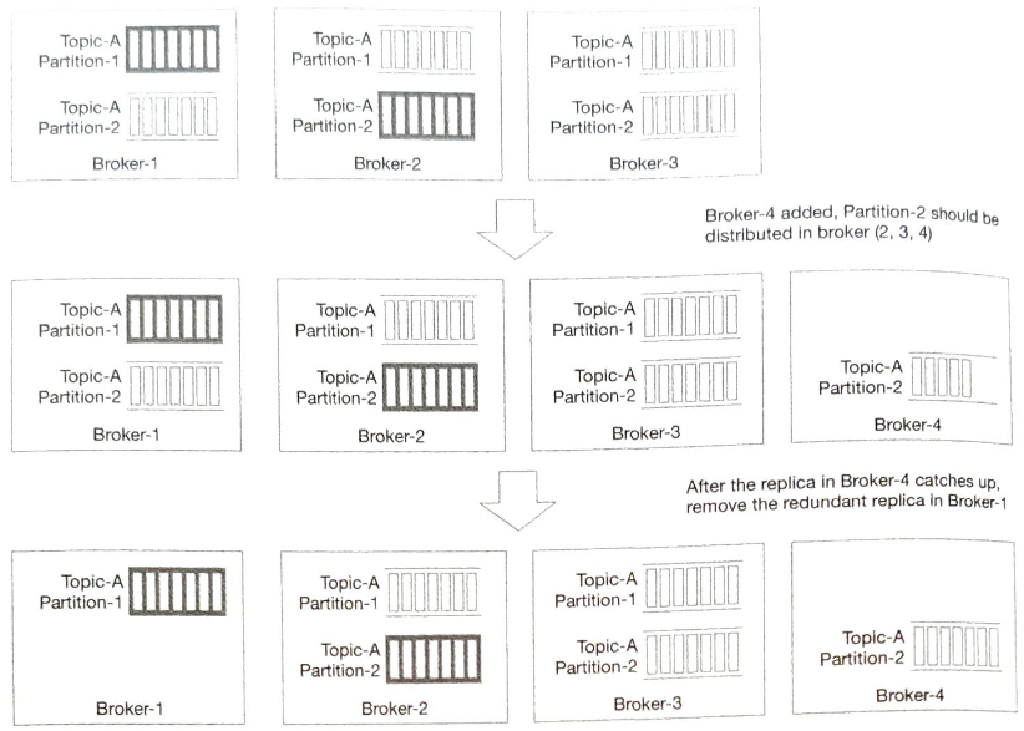 Topic-A
Partition-1
Topic-A
Partition-2
Broker-1
Topic-A
Partition-1
Topic-A
Partition-2
Broker-2
Topic-A
Partition-1
Topic-A
Partition-2
Broker-3
Broker-4 added, Partition-2 should be
distributed in broker (2, 3, 4)
Topic-A
Partition-1
Topic-A
Partition-2
Broker-1
Topic-A
Partition-1
Topic-A
Partition-2
Broker-2
Topic-A
Partition-1
Topic-A
Partition-2
Broker-3
Topic-A
Partition-2
Broker-4
After the replica in Broker-4 catches up,
remove the redundant replica in Broker-1
Topic-A
Partition-1
Broker-1
Topic-A
Partition-1
Topic-A
Partition-2
Broker-2
Topic-A
Partition-1
Topic-A
Partition-2
Broker-3
Topic-A
Partition-2
Broker-4